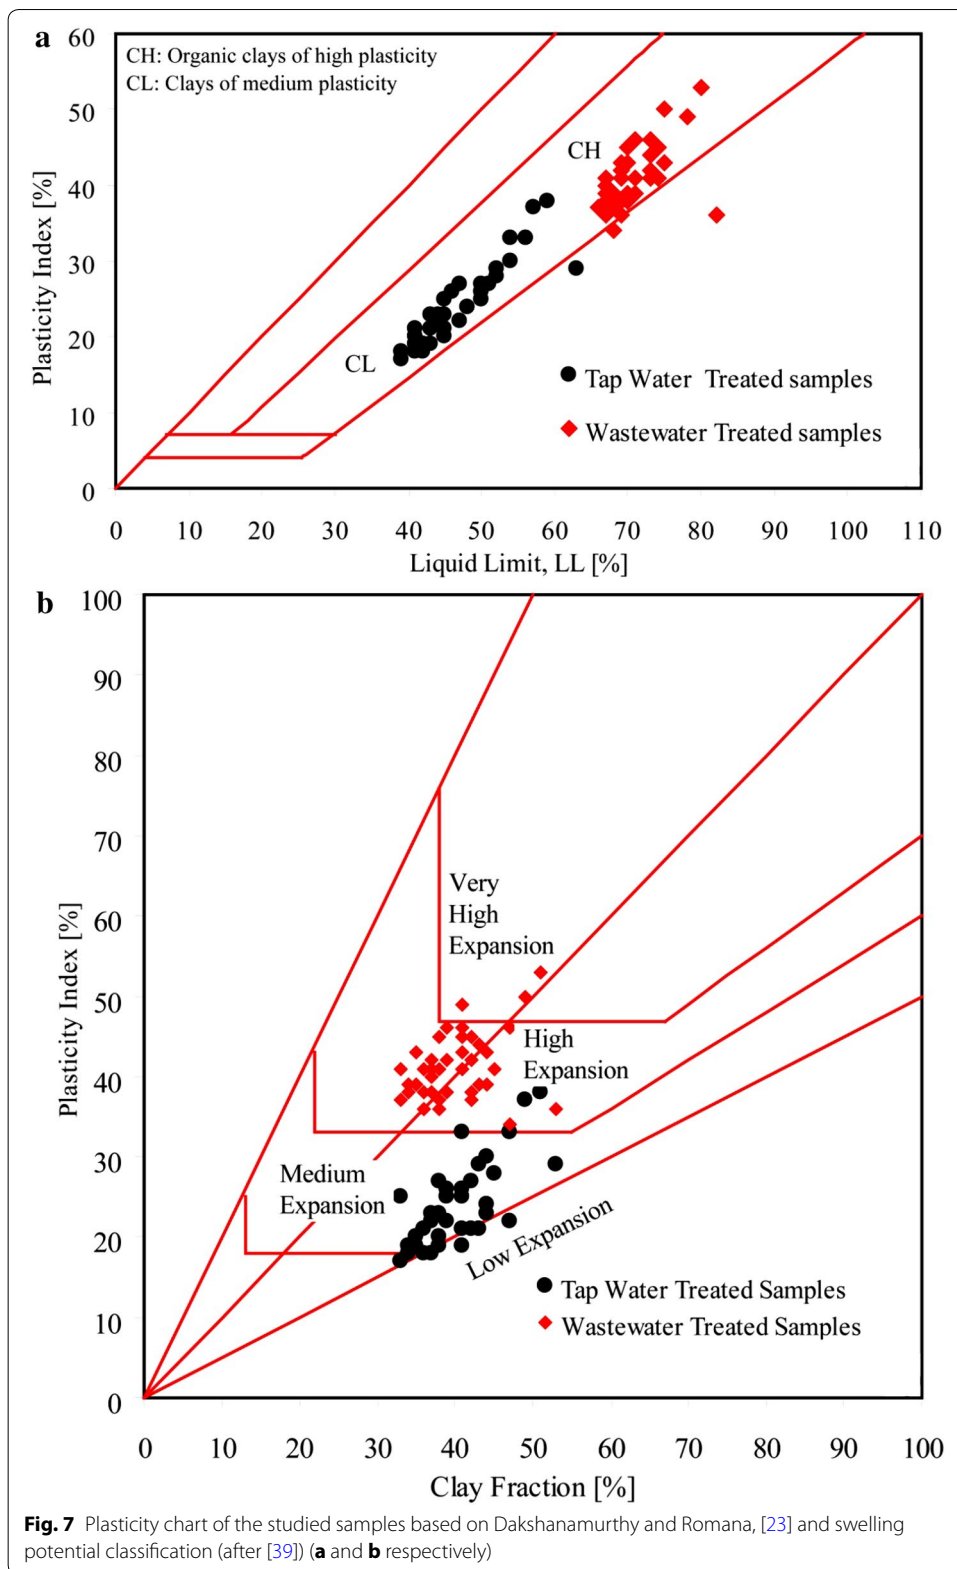 a
60
CH: Organic clays of high plasticity
CL: Clays of medium plasticity
50
CH
40
30
20
CL
Tap Water Treated samples
10
Wastewater Treated samples
0
Plasticity Index [%]
0 10 20 30 40 50 60 70 80 90 100 110
Liquid Limit, LL [%]
b
100
90
80
70
Very
High
Expansion
60
50
High
Expansion
40
30
Medium
Expansion
20
Low Expansion
Tap Water Treated Samples
10
Wastewater Treated Samples
0
Plasticity Index [%]
0 10 20 30 40 50 60 70 80 90 100
Clay Fraction [%]
Fig. 7 Plasticity chart of the studied samples based on Dakshanamurthy and Romana, [23] and swelling
potential classification (after [39]) (a and b respectively)